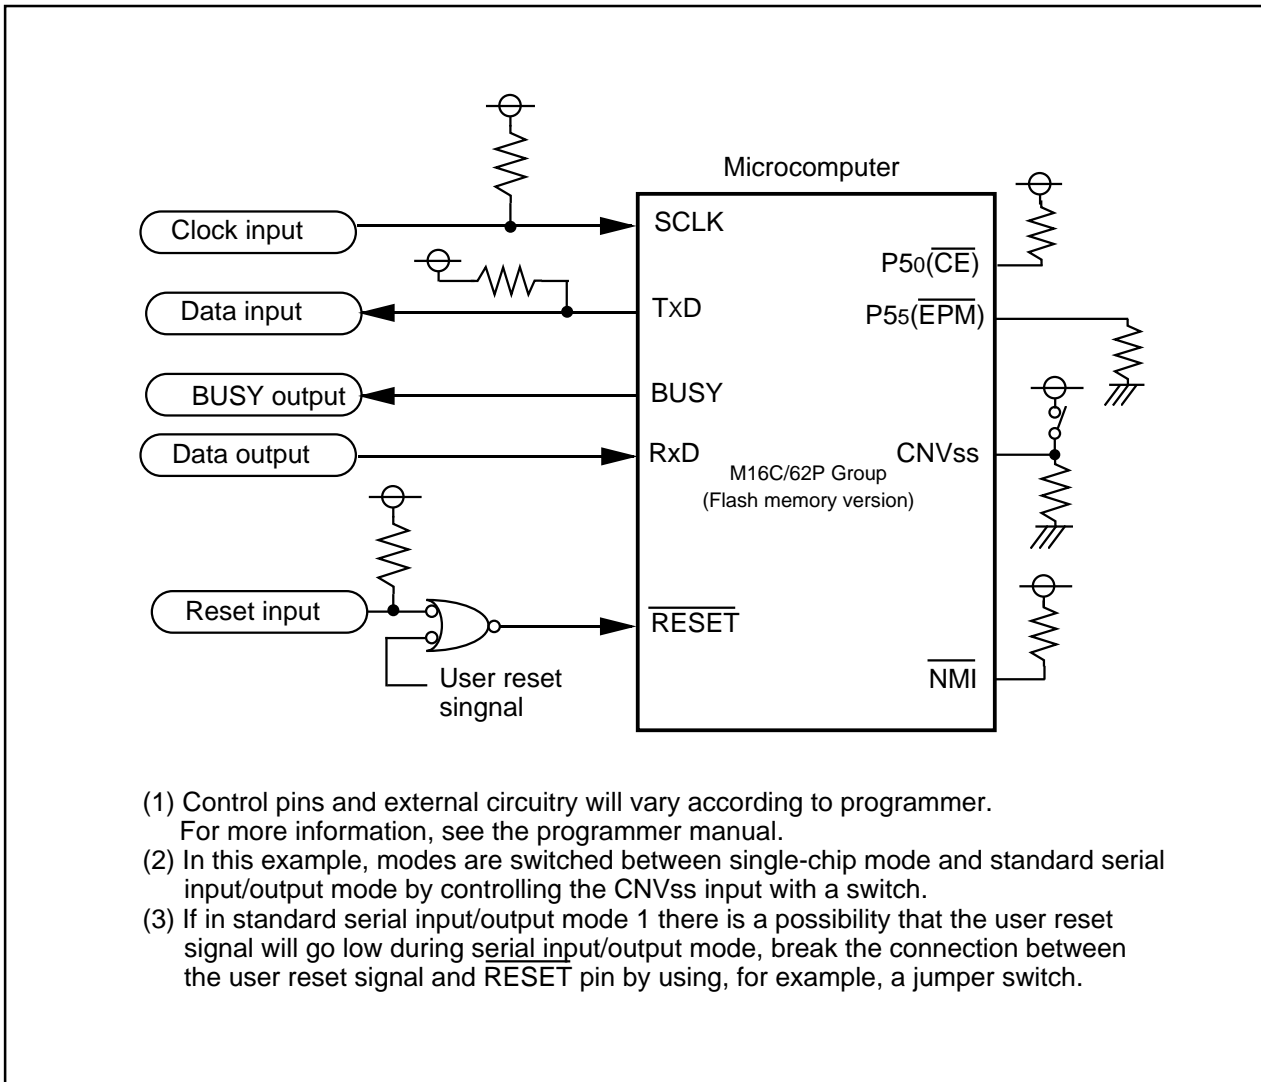 Microcomputer
Clock input
SCLK
P50(CE)
Data input
TxD
P55(EPM)
BUSY output
BUSY
Data output
RxD
CNVss
M16C/62P Group
(Flash memory version)
Reset input
RESET
User reset
singnal
NMI
(1) Control pins and external circuitry will vary according to programmer.
For more information, see the programmer manual.
(2) In this example, modes are switched between single-chip mode and standard serial
input/output mode by controlling the CNVss input with a switch.
(3) If in standard serial input/output mode 1 there is a possibility that the user reset
signal will go low during serial input/output mode, break the connection between
the user reset signal and RESET pin by using, for example, a jumper switch.